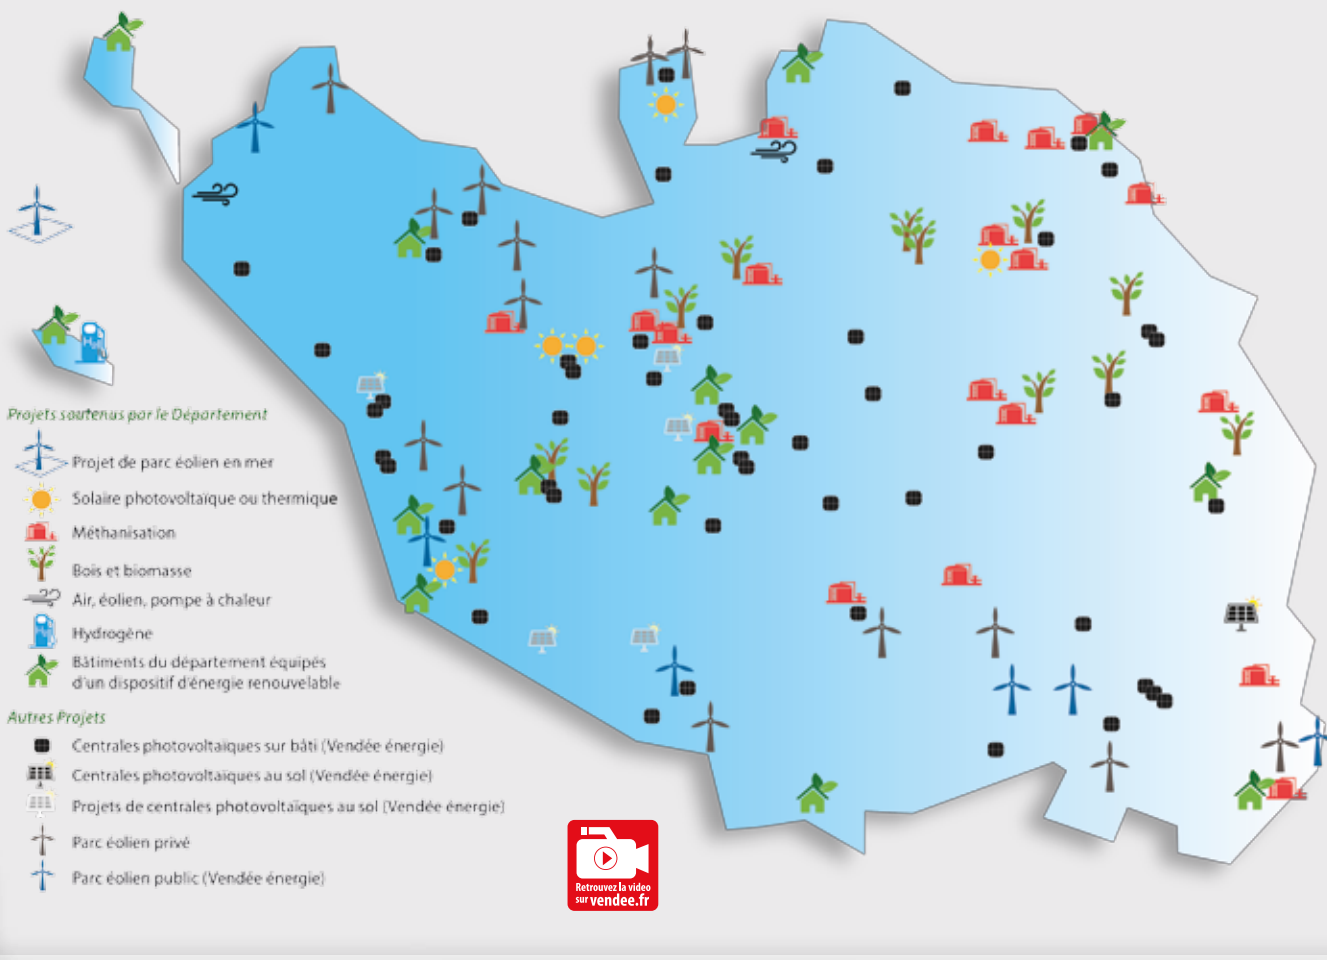 Projets soutenus par le Département
Projet de parc éolien en mer
Solaire photovoltaïque ou thermique
Méthanisation
Bois et biomasse
Air, éolien, pompe à chaleur
Hydrogène
Bâtiments du département équipés
d'un dispositif d'énergie renouvelable
Autres Projets
Centrales photovoltaïques sur bâti (Vendée énergie)
Centrales photovoltaïques au sol (Vendée énergie)
Projets de centrales photovoltaïques au sol (Vendée énergie)
Parc éolien privé
Parc éolien public (Vendée énergie)
Retrouvez la video
sur vendee.fr